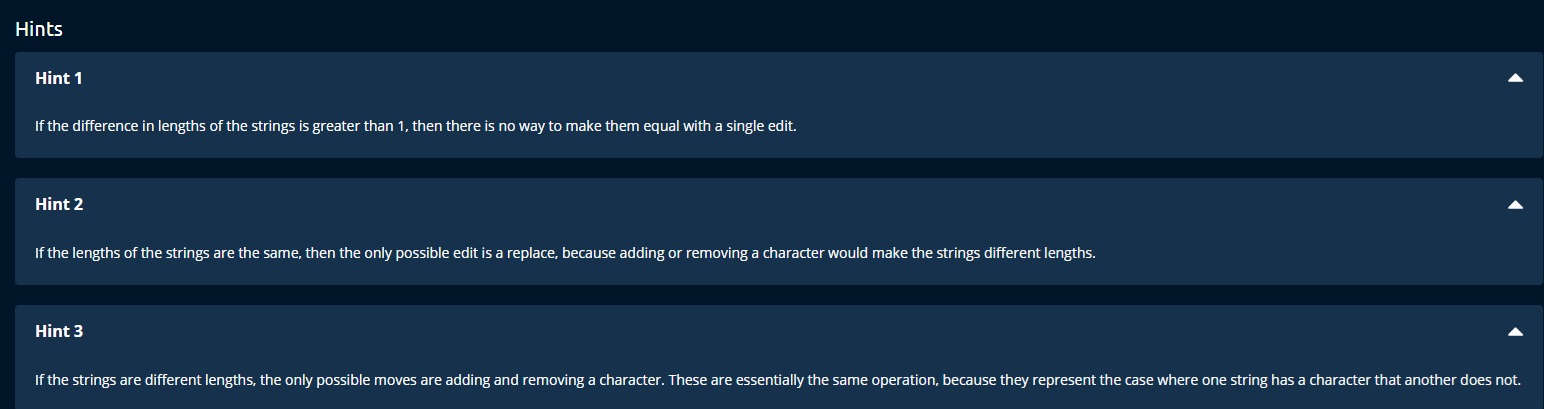 Hints
Hint 1
If the difference in lengths of the strings is greater than 1, then there is no way to make them equal with a single edit.
Hint 2
If the lengths of the strings are the same, then the only possible edit is a replace, because adding or removing a character would make the strings different lengths.
Hint 3
If the strings are different lengths, the only possible moves are adding and removing a character. These are essentially the same operation, because they represent the case where one string has a character that another does not.